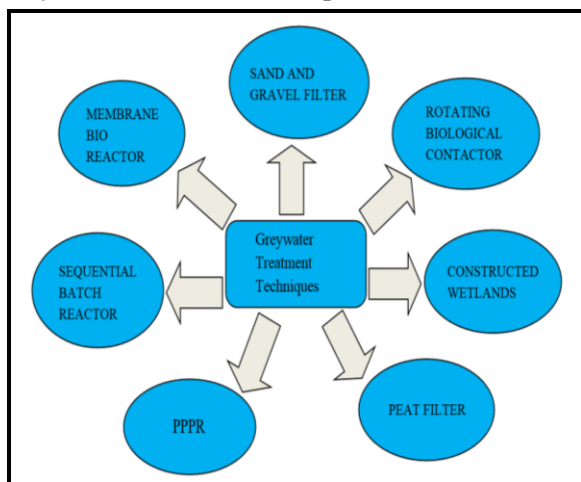 SAND AND
GRAVEL FILTER
MEMBRANE
BIO
REACTOR
ROTATING
BIOLOGICAL
CONTACTOR
Greywater
Treatment
Techniques
SEQUENTIAL
BATCH
REACTOR
CONSTRUCTED
WETLANDS
PPPR
PEAT FILTER